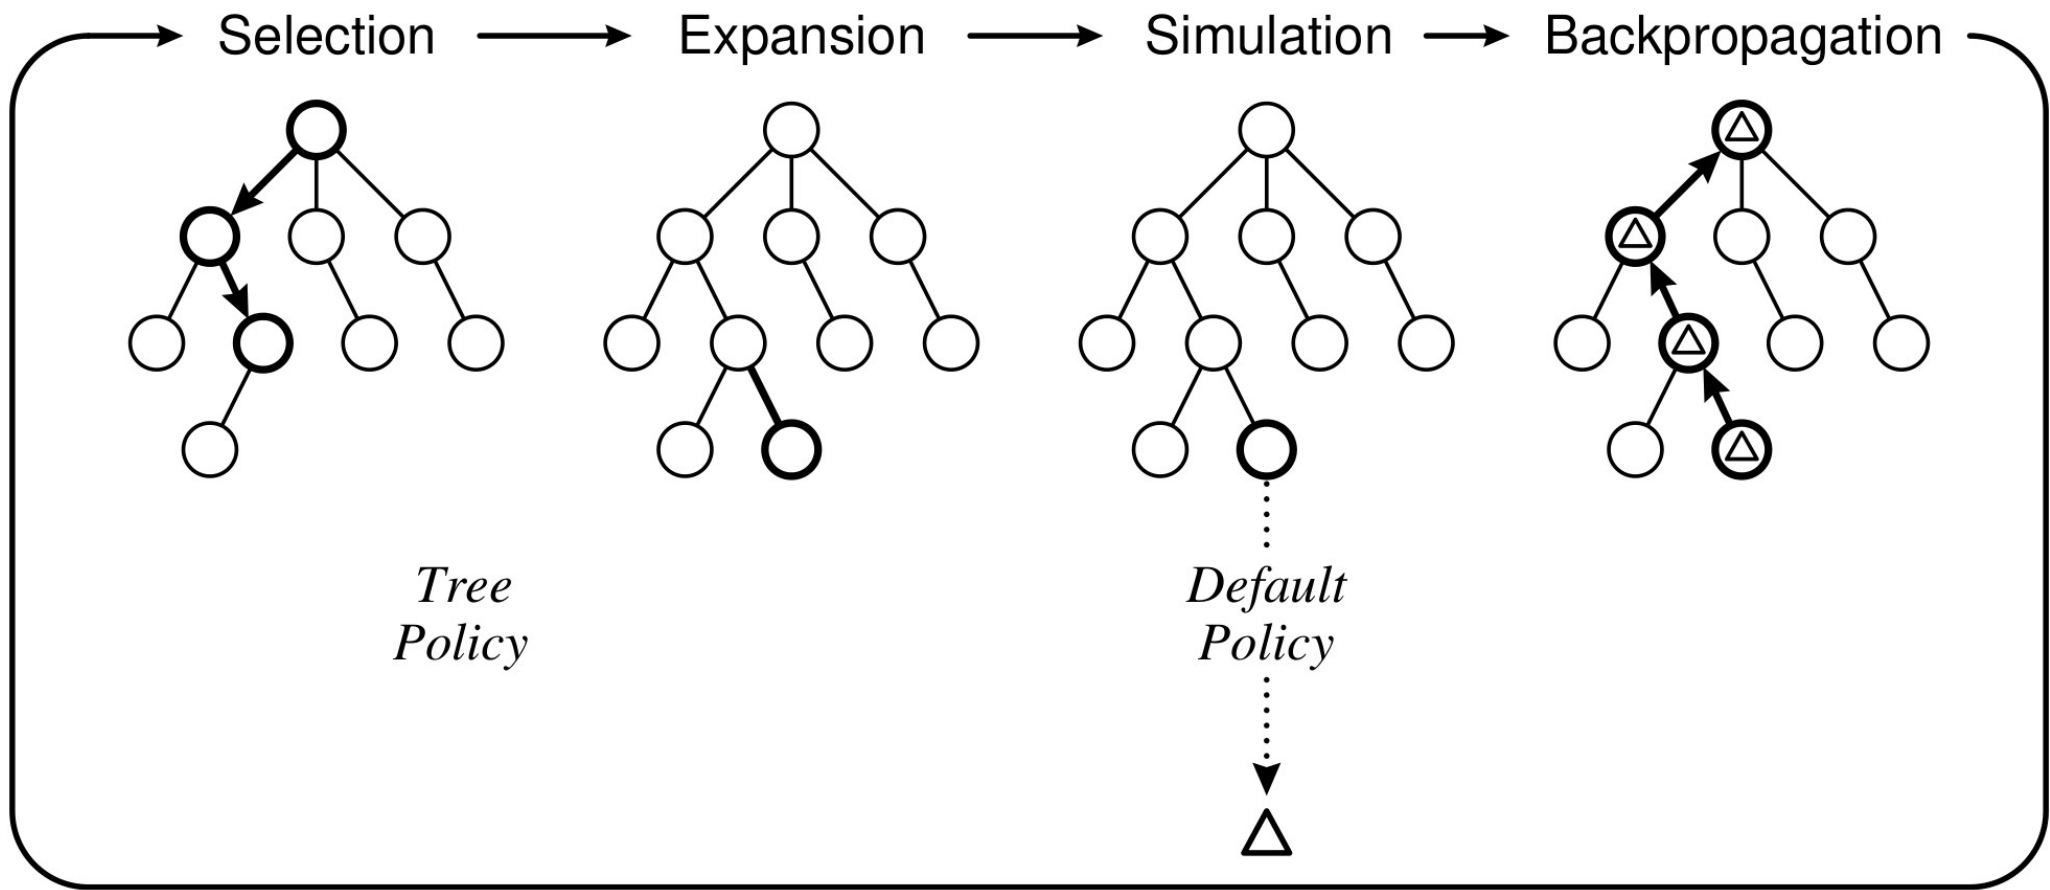 Selection
Expansion
Simulation
Backpropagation
Tree
Policy
Default
Policy